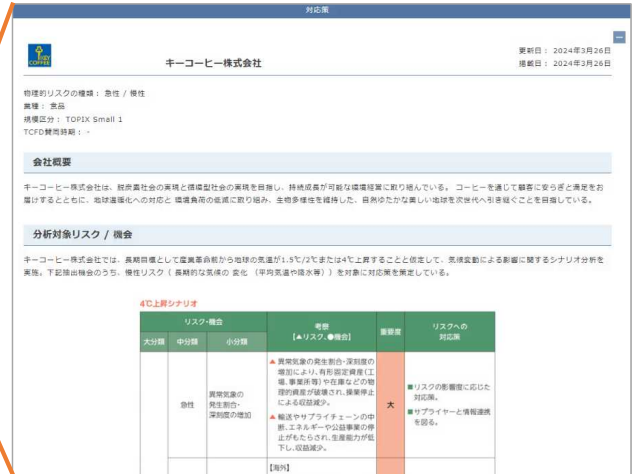 対応策
KEY
COFFEE
キーコーヒー株式会社
更新日： 2024年3月26日
掲載日： 2024年3月26日
物理的リスクの種類： 急性 / 慢性
業種： 食品
規模区分： TOPIX Small 1
TCFD賛同時期： -
会社概要
キーコーヒー株式会社は、脱炭素社会の実現と循環型社会の実現を目指し、持続成長が可能な環境経営に取り組んでいる。 コーヒーを通じて顧客に安らぎと満足をお
届けするとともに、地球温暖化への対応と 環境負荷の低減に取り組み、生物多様性を維持した、自然ゆたかな美しい地球を次世代へ引き継ぐことを目指している。
分析対象リスク / 機会
キーコーヒー株式会社では、長期目標として産業革命前から地球の気温が1.5℃/2℃または4℃上昇することと仮定して、気候変動による影響に関するシナリオ分析を
実施。下記抽出機会のうち、慢性リスク（ 長期的な気候の 変化 （平均気温や降水等））を対象に対応策を策定している。
4℃上昇シナリオ
リスク・機会
考察
【▲リスク、●機会】
重要度
リスクへの
対応策
大分類
中分類
小分類
急性
異常気象の
発生割合・
深刻度の増加
▲ 異常気象の発生割合・深刻度の
増加により、有形固定資産(工
場、事業所等)や在庫などの物
理的資産が破壊され、操業停止
による収益減少。
▲ 輸送やサプライチェーンの中
断、エネルギーや公益事業の停
止がもたらされ、生産能力が低
下し、収益減少。
大
■リスクの影響度に応じた
対応策。
■サプライヤーと情報連携
を図る。
【海外】